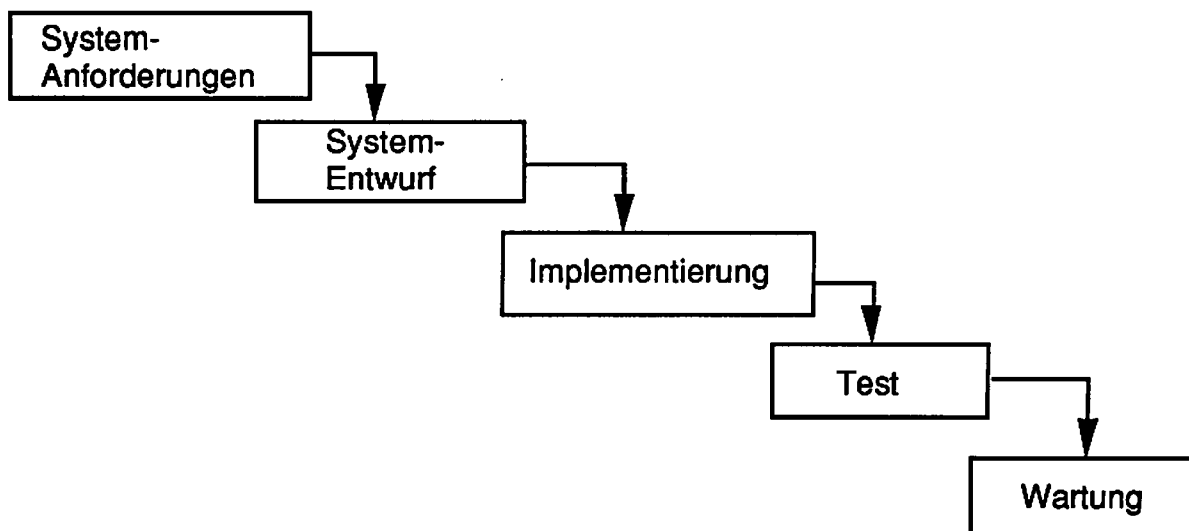 System-
Anforderungen
System-
Entwurf
Implementierung
Test
Wartung